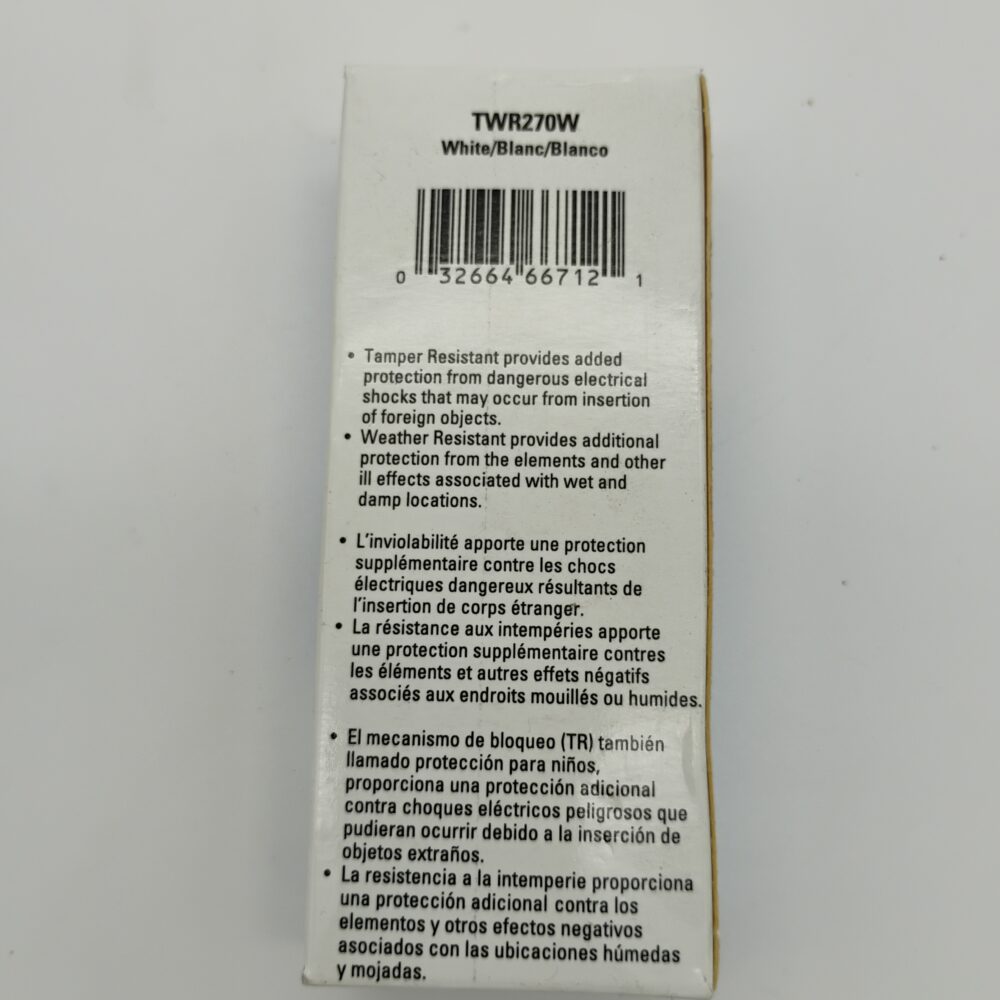 TWR270W
White/Blanc/Blanco
0 32664 66712 1
• Tamper Resistant provides added
protection from dangerous electrical
shocks that may occur from insertion
of foreign objects.
• Weather Resistant provides additional
protection from the elements and other
ill effects associated with wet and
damp locations.
• L'inviolabilité apporte une protection
supplémentaire contre les chocs
électriques dangereux résultants de
l'insertion de corps étranger.
• La résistance aux intempéries apporte
une protection supplémentaire contres
les éléments et autres effets négatifs
associés aux endroits mouillés ou humides.
• El mecanismo de bloqueo (TR) también
llamado protección para niños,
proporciona una protección adicional
contra choques eléctricos peligrosos que
pudieran ocurrir debido a la inserción de
objetos extraños.
• La resistencia a la intemperie proporciona
una protección adicional contra los
elementos y otros efectos negativos
asociados con las ubicaciones húmedas
y mojadas.